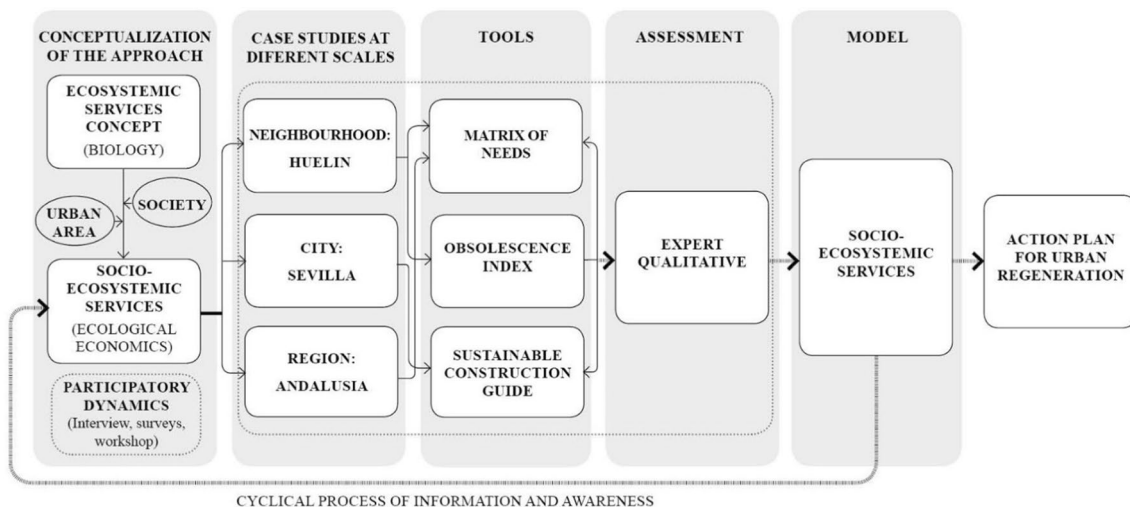 CONCEPTUALIZATION
OF THE APPROACH
ECOSYSTEMIC
SERVICES
CONCEPT
(BIOLOGY)
SOCIETY
URBAN
AREA
SOCIO-
ECOSYSTEMIC
SERVICES
(ECOLOGICAL
ECONOMICS)
PARTICIPATORY
DYNAMICS
(Interview, surveys,
workshop)
CASE STUDIES AT
DIFERENT SCALES
NEIGHBOURHOOD:
HUELIN
CITY:
SEVILLA
REGION:
ANDALUSIA
TOOLS
MATRIX OF
NEEDS
OBSOLESCENCE
INDEX
SUSTAINABLE
CONSTRUCTION
GUIDE
ASSESSMENT
EXPERT
QUALITATIVE
MODEL
SOCIO-
ECOSYSTEMIC
SERVICES
ACTION PLAN
FOR URBAN
REGENERATION
CYCLICAL PROCESS OF INFORMATION AND AWARENESS